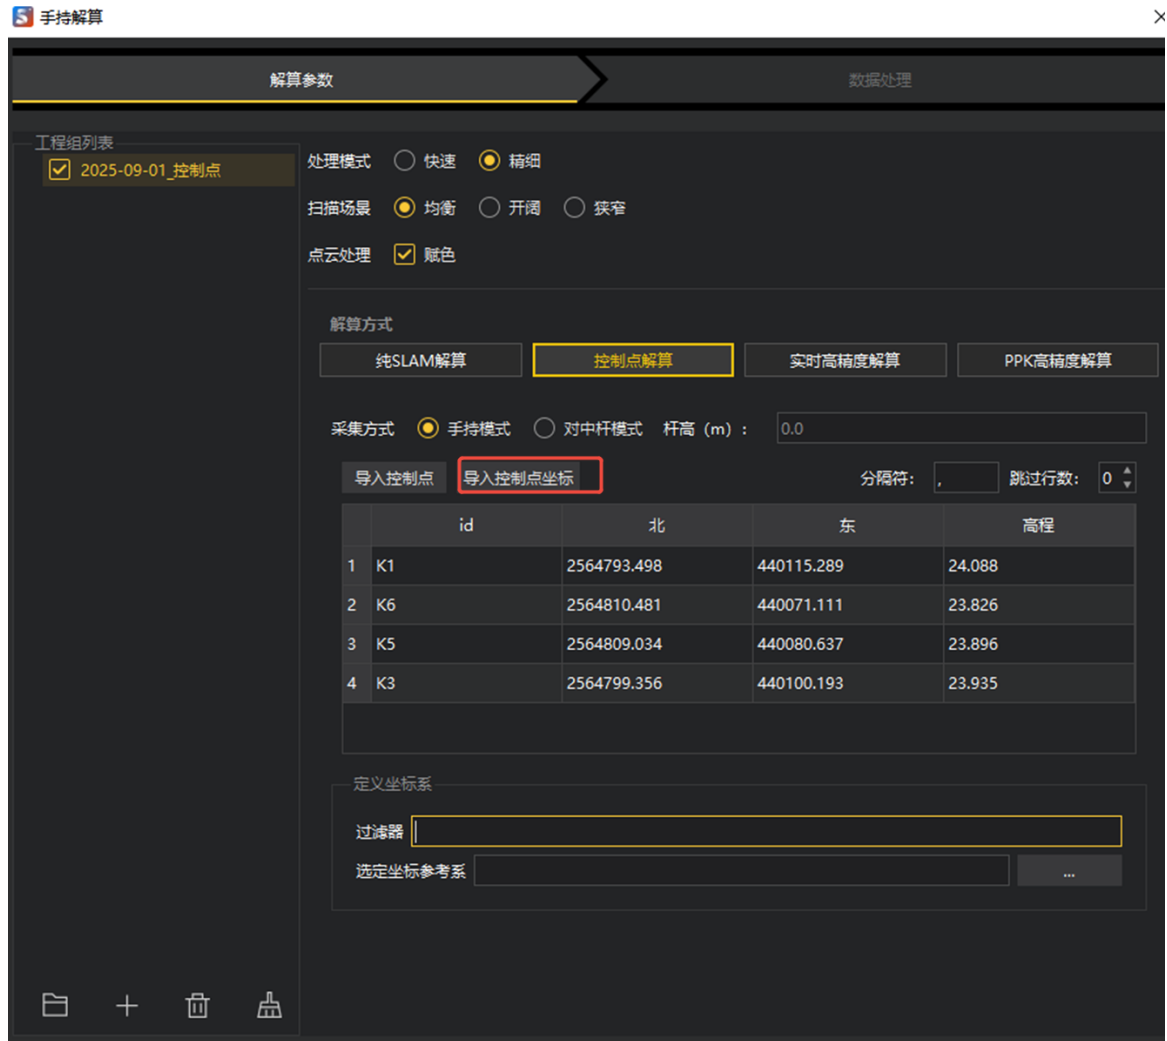 手持解算
解算参数 数据处理
工程组列表
2025-09-01_控制点
处理模式 快速 精细
扫描场景 均衡 开阔 狭窄
点云处理 赋色
解算方式
纯SLAM解算 控制点解算 实时高精度解算 PPK高精度解算
采集方式 手持模式 对中杆模式 杆高（m）： 0.0
导入控制点 导入控制点坐标 分隔符： , 跳过行数： 0
id 北 东 高程
1 K1 2564793.498 440115.289 24.088
2 K6 2564810.481 440071.111 23.826
3 K5 2564809.034 440080.637 23.896
4 K3 2564799.356 440100.193 23.935
定义坐标系
过滤器
选定坐标参考系 ...